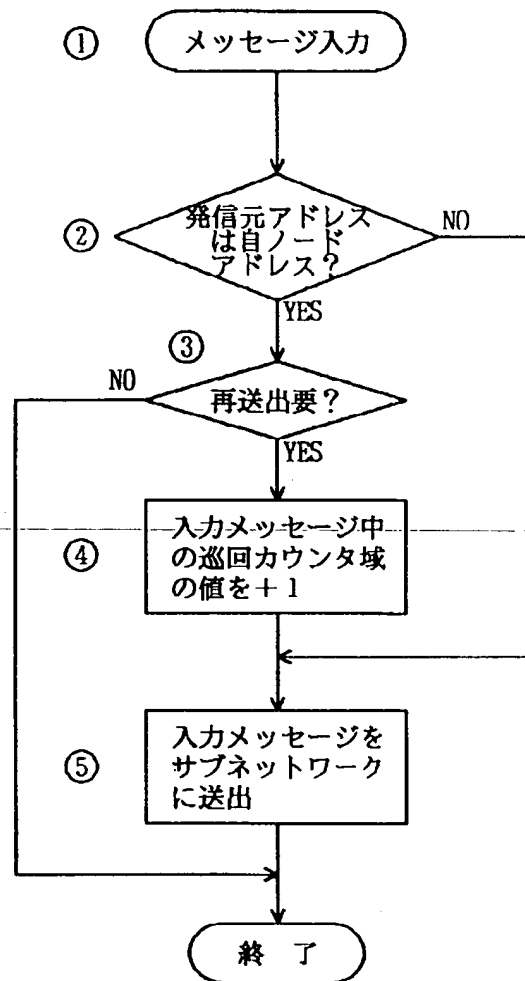 ① メッセージ入力
② 発信元アドレス
は自ノード
アドレス?
NO
YES
③
NO
再送出要?
YES
④ 入力メッセージ中
の巡回カウンタ域
の値を+1
⑤ 入力メッセージを
サブネットワーク
に送出
終 了